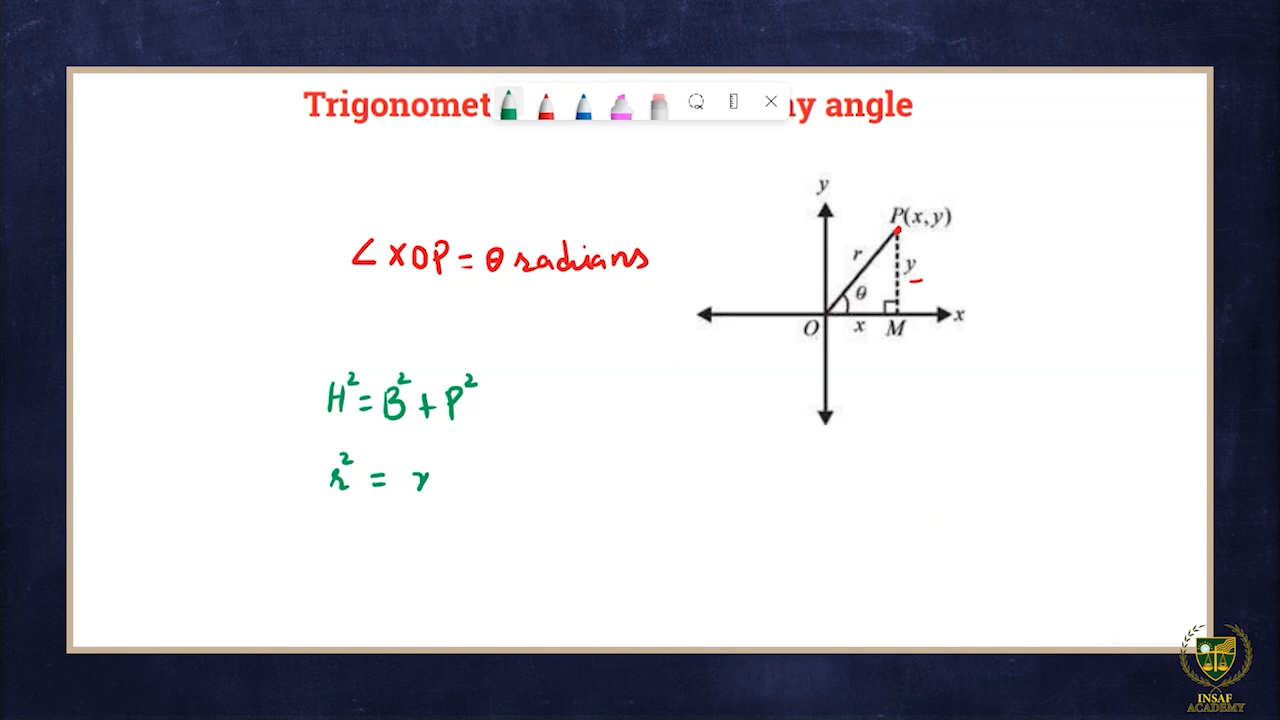 Trigonomet ny angle
y
P(x, y)
∠XOP = θ radians
r
y
θ
O
x
M
x
H² = B² + P²
r² =
INSAF
ACADEMY